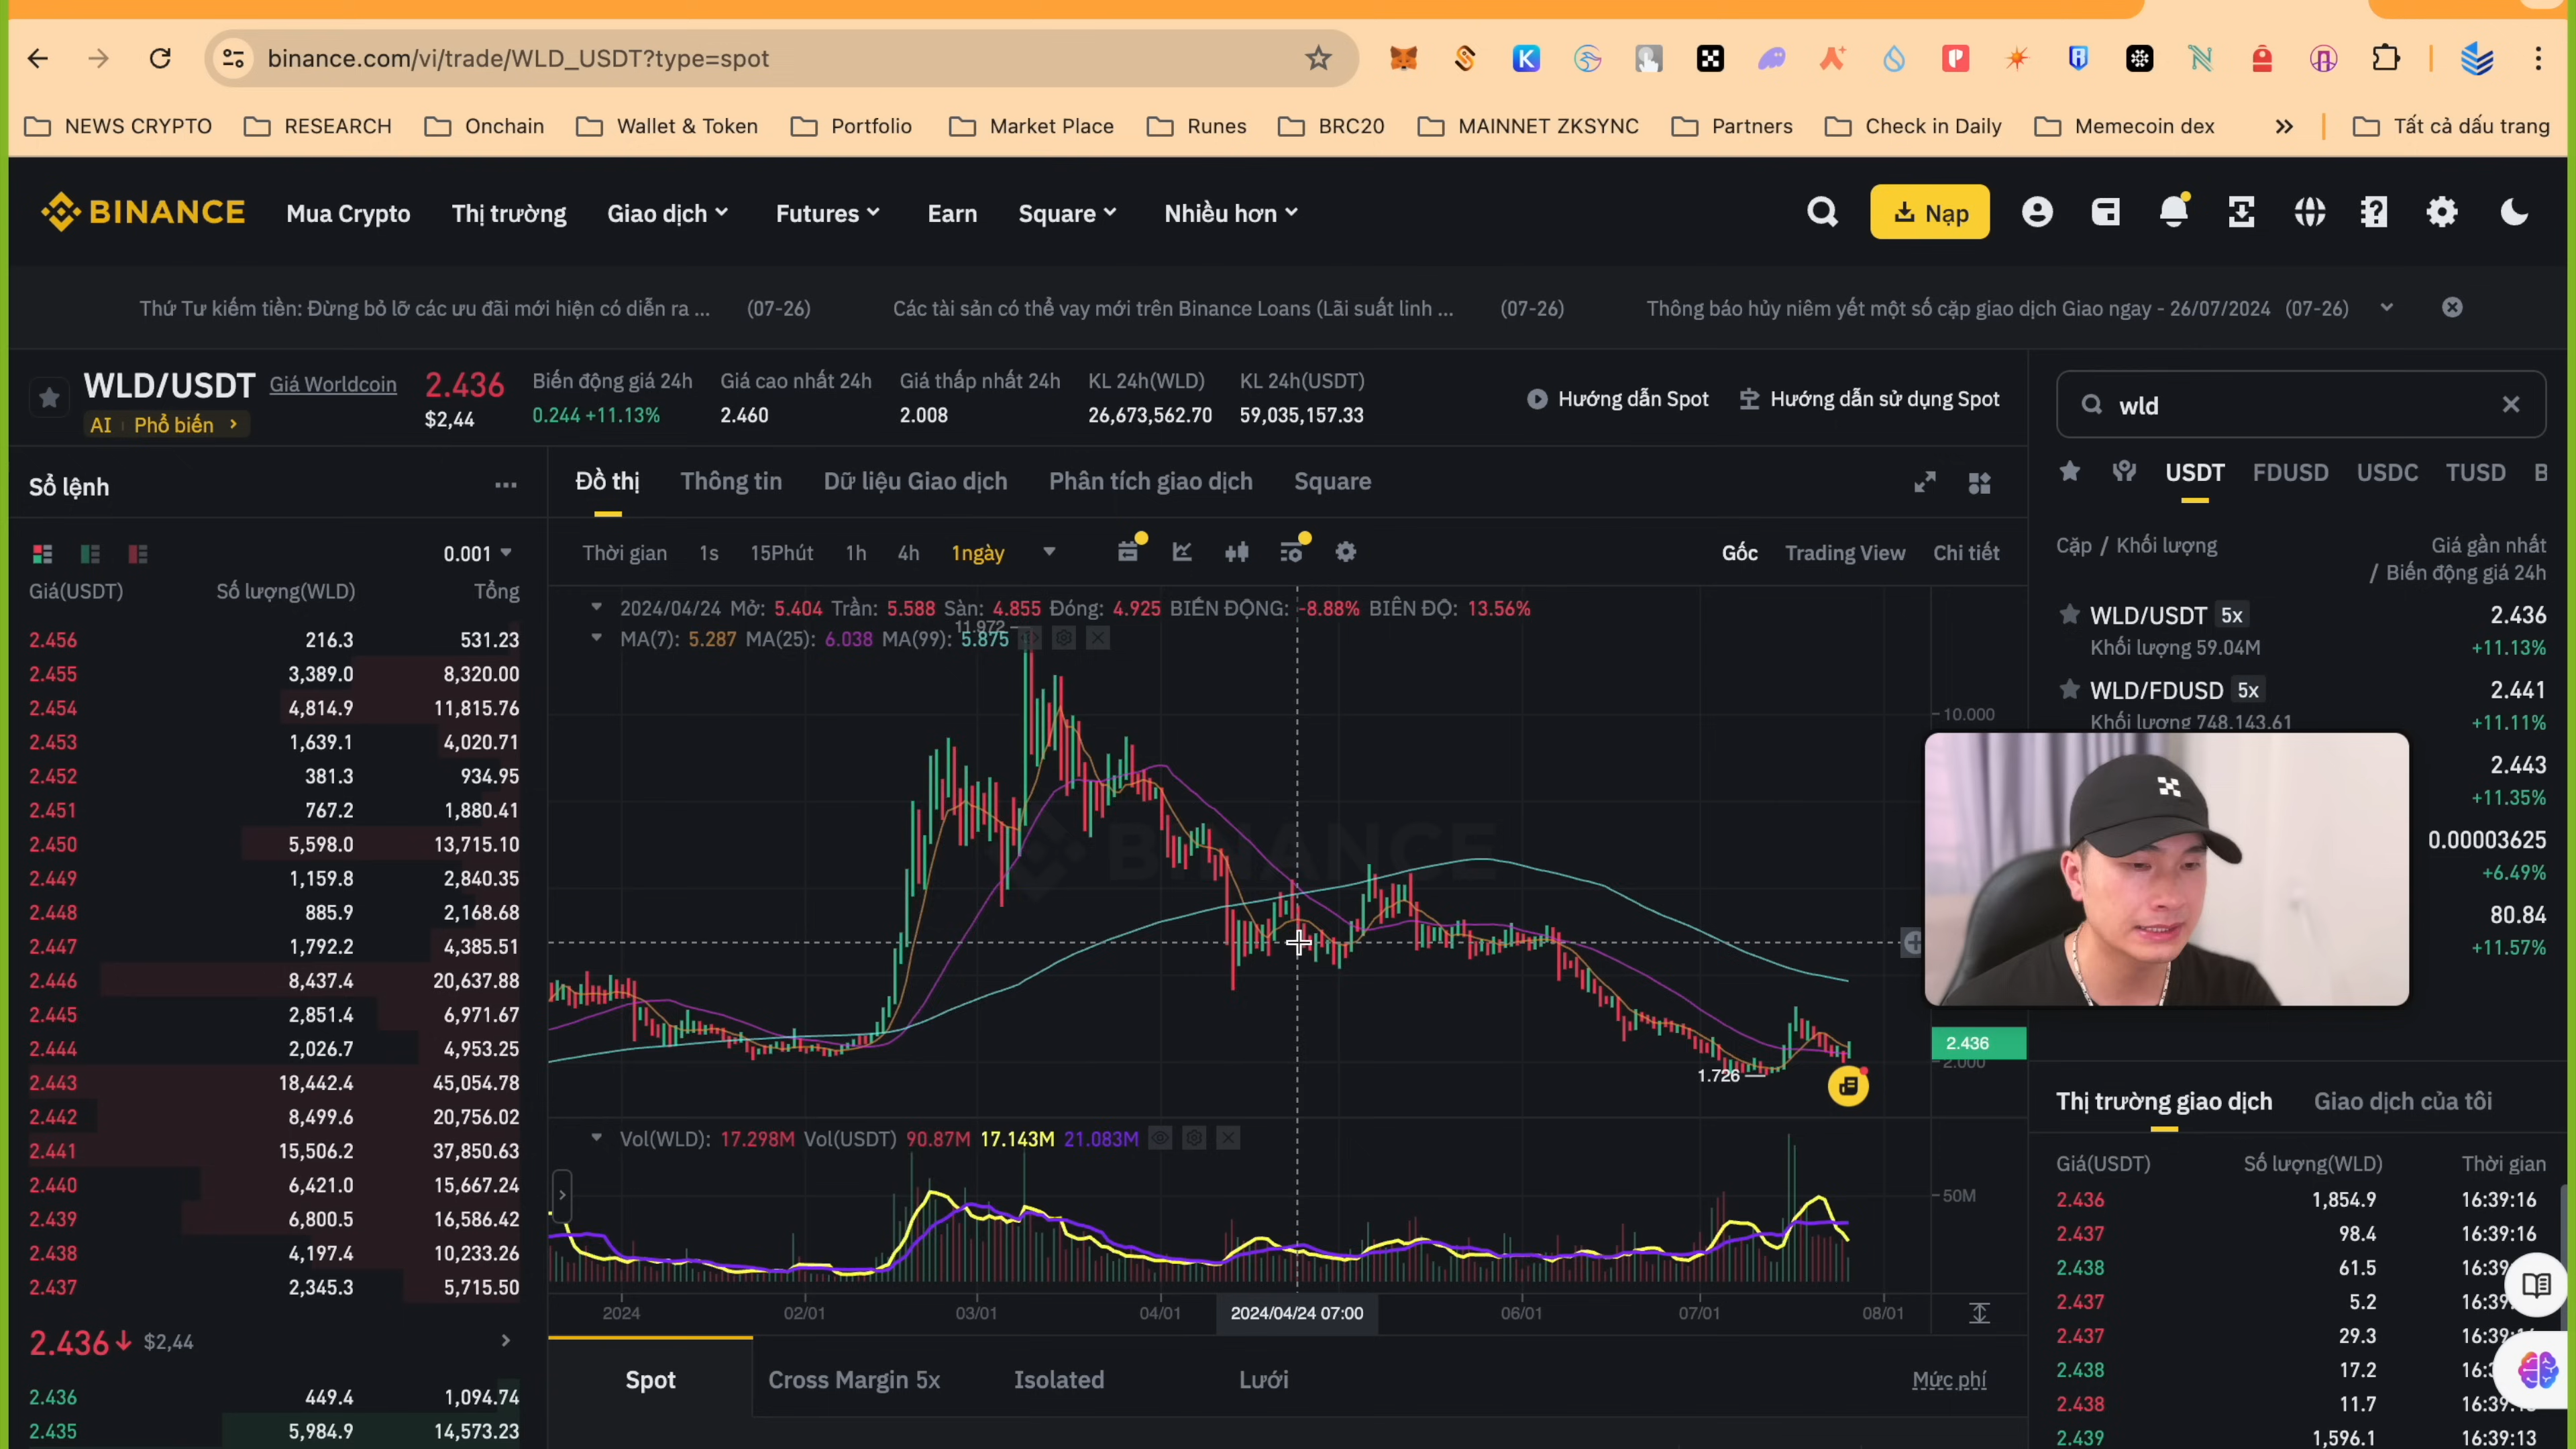 binance.com/vi/trade/WLD_USDT?type=spot
NEWS CRYPTO RESEARCH Onchain Wallet & Token Portfolio Market Place Runes BRC20 MAINNET ZKSYNC Partners Check in Daily Memecoin dex Tất cả dấu trang
BINANCE Mua Crypto Thị trường Giao dịch Futures Earn Square Nhiều hơn Nạp
Thứ Tư kiếm tiền: Đừng bỏ lỡ các ưu đãi mới hiện có diễn ra ... (07-26) Các tài sản có thể vay mới trên Binance Loans (Lãi suất linh ... (07-26) Thông báo hủy niêm yết một số cặp giao dịch Giao ngay - 26/07/2024 (07-26)
WLD/USDT Giá Worldcoin 2.436 Biến động giá 24h Giá cao nhất 24h Giá thấp nhất 24h KL 24h(WLD) KL 24h(USDT) Hướng dẫn Spot Hướng dẫn sử dụng Spot
AI Phổ biến $2,44 0.244 +11.13% 2.460 2.008 26,673,562.70 59,035,157.33
Sổ lệnh
0.001
Giá(USDT) Số lượng(WLD) Tổng
2.456 216.3 531.23
2.455 3,389.0 8,320.00
2.454 4,814.9 11,815.76
2.453 1,639.1 4,020.71
2.452 381.3 934.95
2.451 767.2 1,880.41
2.450 5,598.0 13,715.10
2.449 1,159.8 2,840.35
2.448 885.9 2,168.68
2.447 1,792.2 4,385.51
2.446 8,437.4 20,637.88
2.445 2,851.4 6,971.67
2.444 2,026.7 4,953.25
2.443 18,442.4 45,054.78
2.442 8,499.6 20,756.02
2.441 15,506.2 37,850.63
2.440 6,421.0 15,667.24
2.439 6,800.5 16,586.42
2.438 4,197.4 10,233.26
2.437 2,345.3 5,715.50
2.436 $2,44
2.436 449.4 1,094.74
2.435 5,984.9 14,573.23
Đồ thị Thông tin Dữ liệu Giao dịch Phân tích giao dịch Square
Thời gian 1s 15Phút 1h 4h 1ngày Gốc Trading View Chi tiết
2024/04/24 Mở: 5.404 Trần: 5.588 Sàn: 4.855 Đóng: 4.925 BIẾN ĐỘNG: -8.88% BIÊN ĐỘ: 13.56%
11.972
MA(7): 5.287 MA(25): 6.038 MA(99): 5.875
10.000
BINANCE
2.436
2.000
1.726
Vol(WLD): 17.298M Vol(USDT) 90.87M 17.143M 21.083M
50M
2024 02/01 03/01 04/01 2024/04/24 07:00 06/01 07/01 08/01
Spot Cross Margin 5x Isolated Lưới Mức phí
wld
USDT FDUSD USDC TUSD B
Cặp / Khối lượng Giá gần nhất
/ Biến động giá 24h
WLD/USDT 5x 2.436
Khối lượng 59.04M +11.13%
WLD/FDUSD 5x 2.441
Khối lượng 748,143.61 +11.11%
2.443
+11.35%
0.00003625
+6.49%
80.84
+11.57%
Thị trường giao dịch Giao dịch của tôi
Giá(USDT) Số lượng(WLD) Thời gian
2.436 1,854.9 16:39:16
2.437 98.4 16:39:16
2.438 61.5 16:39
2.437 5.2 16:39
2.437 29.3 16:39
2.438 17.2
2.438 11.7 16:39
2.439 1,596.1 16:39:13